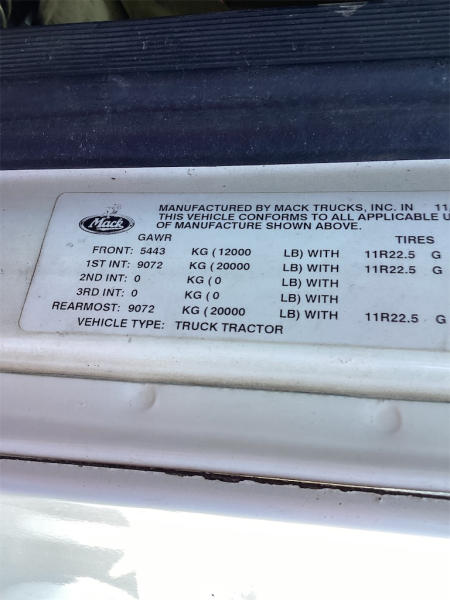 Mack
MANUFACTURED BY MACK TRUCKS, INC. IN 11
THIS VEHICLE CONFORMS TO ALL APPLICABLE U
OF MANUFACTURE SHOWN ABOVE.
GAWR TIRES
FRONT: 5443 KG ( 12000 LB) WITH 11R22.5 G
1ST INT: 9072 KG ( 20000 LB) WITH 11R22.5 G
2ND INT: 0 KG ( 0 LB) WITH
3RD INT: 0 KG ( 0 LB) WITH
REARMOST: 9072 KG ( 20000 LB) WITH 11R22.5 G
VEHICLE TYPE: TRUCK TRACTOR